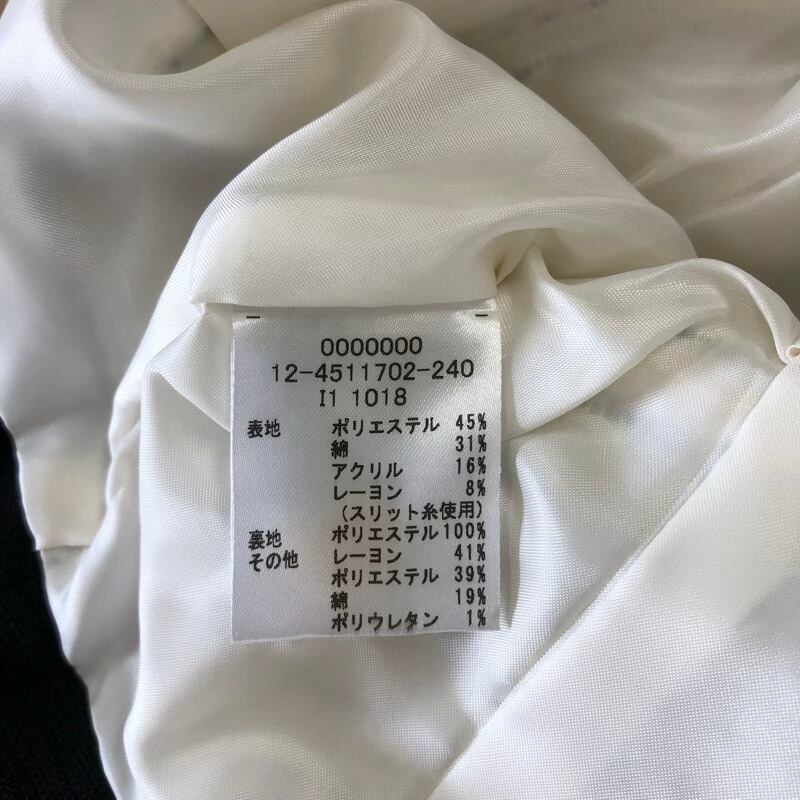 0000000
12-4511702-240
I1 1018
表地 ポリエステル 45%
綿 31%
アクリル 16%
レーヨン 8%
(スリット糸使用)
裏地 ポリエステル 100%
その他 レーヨン 41%
ポリエステル 39%
綿 19%
ポリウレタン 1%